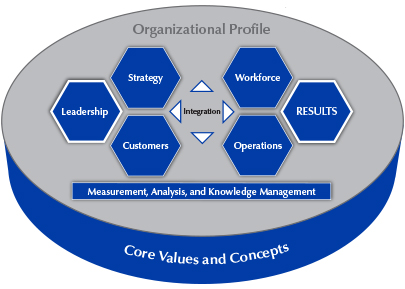 Organizational Profile
Strategy
Workforce
Leadership
Integration
RESULTS
Customers
Operations
Measurement, Analysis, and Knowledge Management
Core Values and Concepts